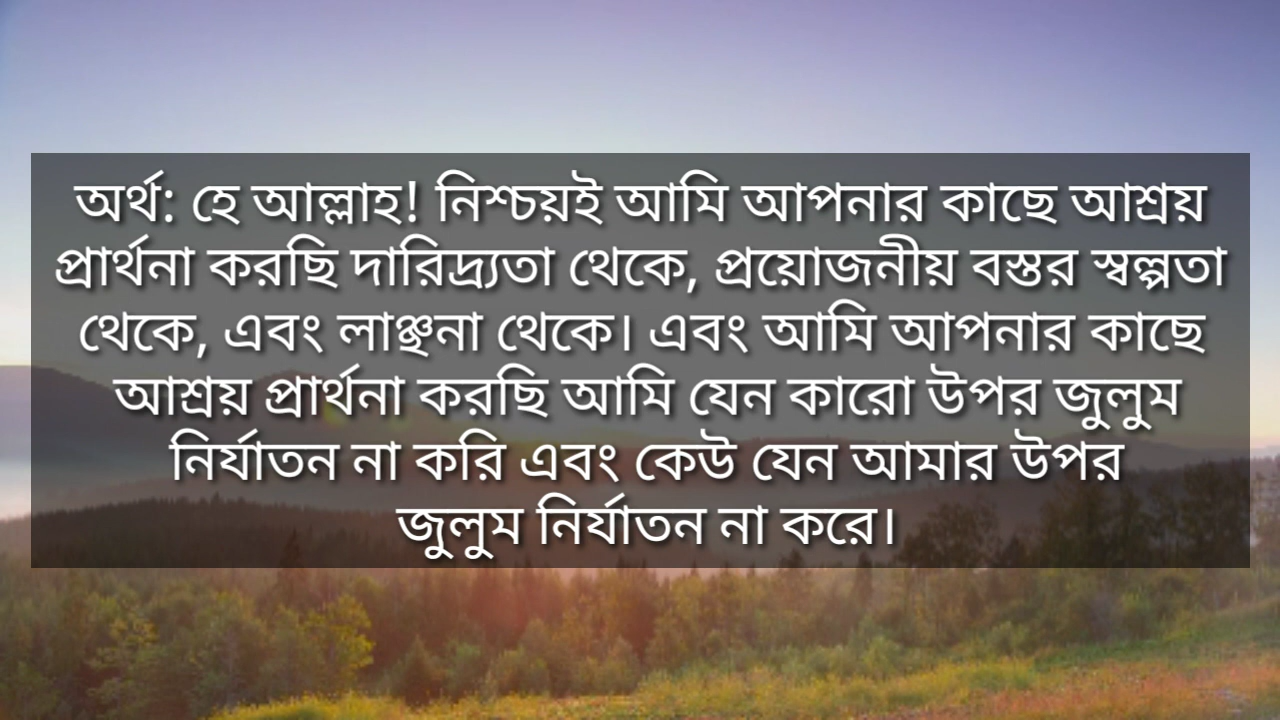 অর্থ: হে আল্লাহ! নিশ্চয়ই আমি আপনার কাছে আশ্রয়
প্রার্থনা করছি দারিদ্র্যতা থেকে, প্রয়োজনীয় বস্তর স্বল্পতা
থেকে, এবং লাঞ্ছনা থেকে। এবং আমি আপনার কাছে
আশ্রয় প্রার্থনা করছি আমি যেন কারো উপর জুলুম
নির্যাতন না করি এবং কেউ যেন আমার উপর
জুলুম নির্যাতন না করে।